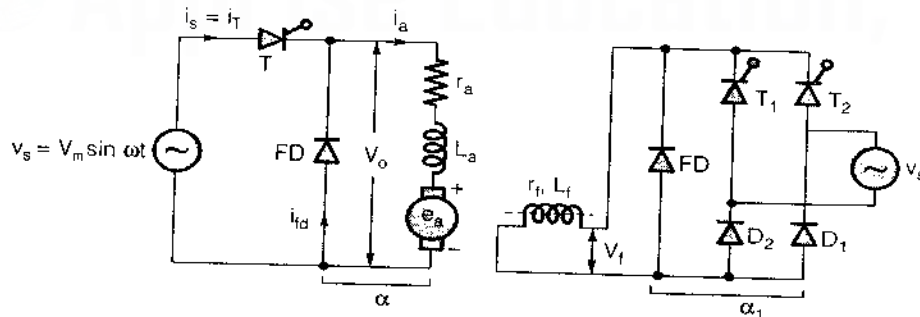 i_s = i_T
T
i_a
r_a
v_s = V_m sin ωt
FD
V_o
L_a
+
e_a
–
i_fd
α
T_1
T_2
FD
r_f, L_f
V_f
D_2
D_1
α_1